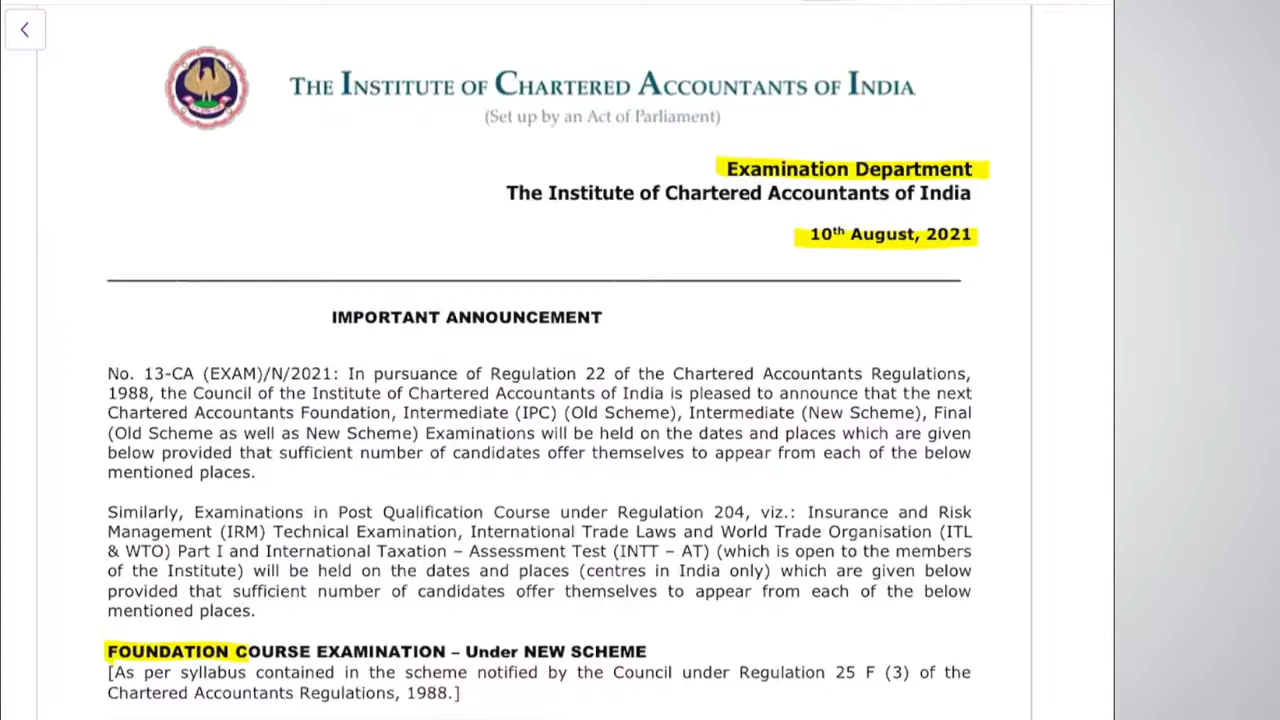 THE INSTITUTE OF CHARTERED ACCOUNTANTS OF INDIA
(Set up by an Act of Parliament)
Examination Department
The Institute of Chartered Accountants of India
10th August, 2021
IMPORTANT ANNOUNCEMENT
No. 13-CA (EXAM)/N/2021: In pursuance of Regulation 22 of the Chartered Accountants Regulations,
1988, the Council of the Institute of Chartered Accountants of India is pleased to announce that the next
Chartered Accountants Foundation, Intermediate (IPC) (Old Scheme), Intermediate (New Scheme), Final
(Old Scheme as well as New Scheme) Examinations will be held on the dates and places which are given
below provided that sufficient number of candidates offer themselves to appear from each of the below
mentioned places.
Similarly, Examinations in Post Qualification Course under Regulation 204, viz.: Insurance and Risk
Management (IRM) Technical Examination, International Trade Laws and World Trade Organisation (ITL
& WTO) Part I and International Taxation – Assessment Test (INTT – AT) (which is open to the members
of the Institute) will be held on the dates and places (centres in India only) which are given below
provided that sufficient number of candidates offer themselves to appear from each of the below
mentioned places.
FOUNDATION COURSE EXAMINATION – Under NEW SCHEME
[As per syllabus contained in the scheme notified by the Council under Regulation 25 F (3) of the
Chartered Accountants Regulations, 1988.]